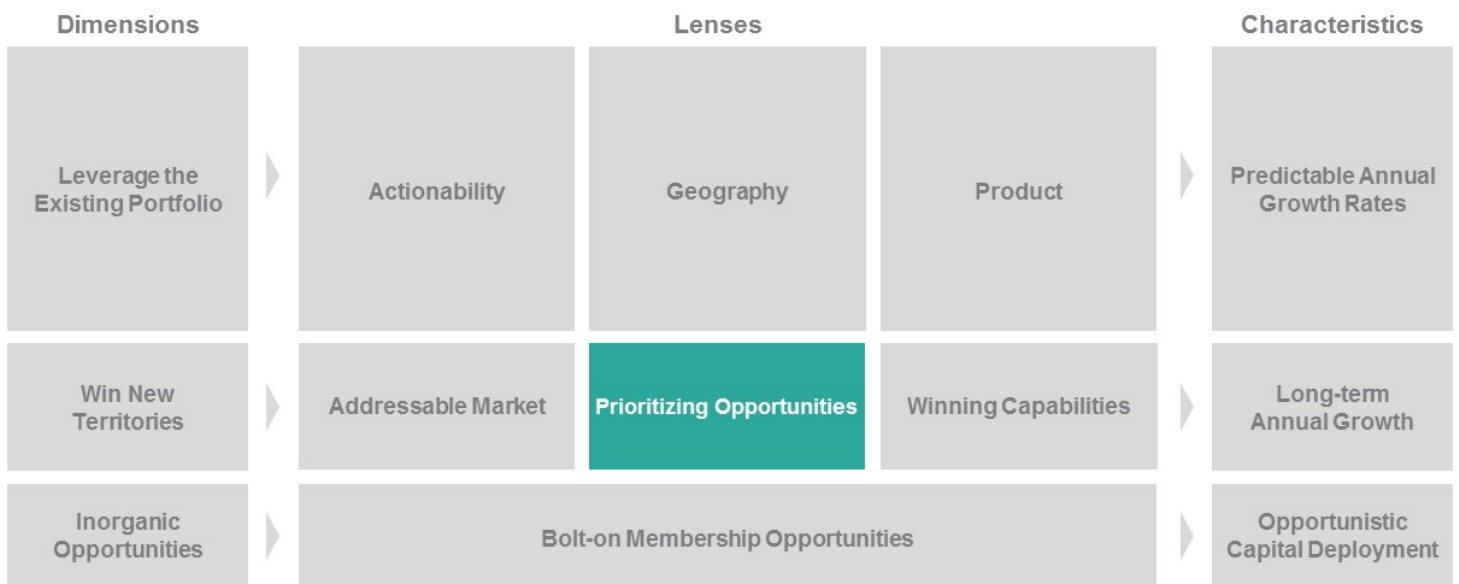 Dimensions
Lenses
Characteristics
Leverage the
Existing Portfolio
Actionability
Geography
Product
Predictable Annual
Growth Rates
Win New
Territories
Addressable Market
Prioritizing Opportunities
Winning Capabilities
Long-term
Annual Growth
Inorganic
Opportunities
Bolt-on Membership Opportunities
Opportunistic
Capital Deployment